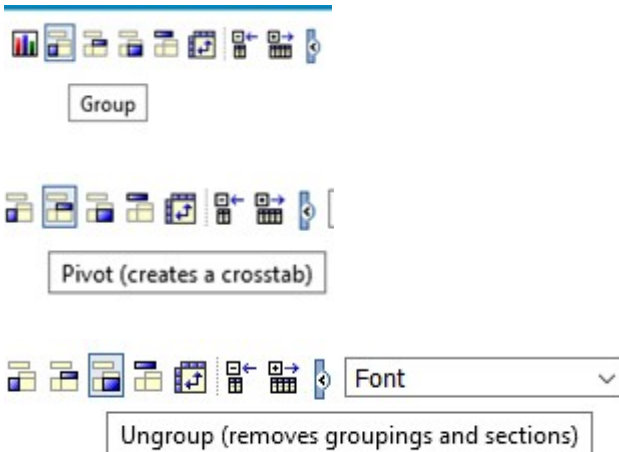 Group
Pivot (creates a crosstab)
Font
Ungroup (removes groupings and sections)